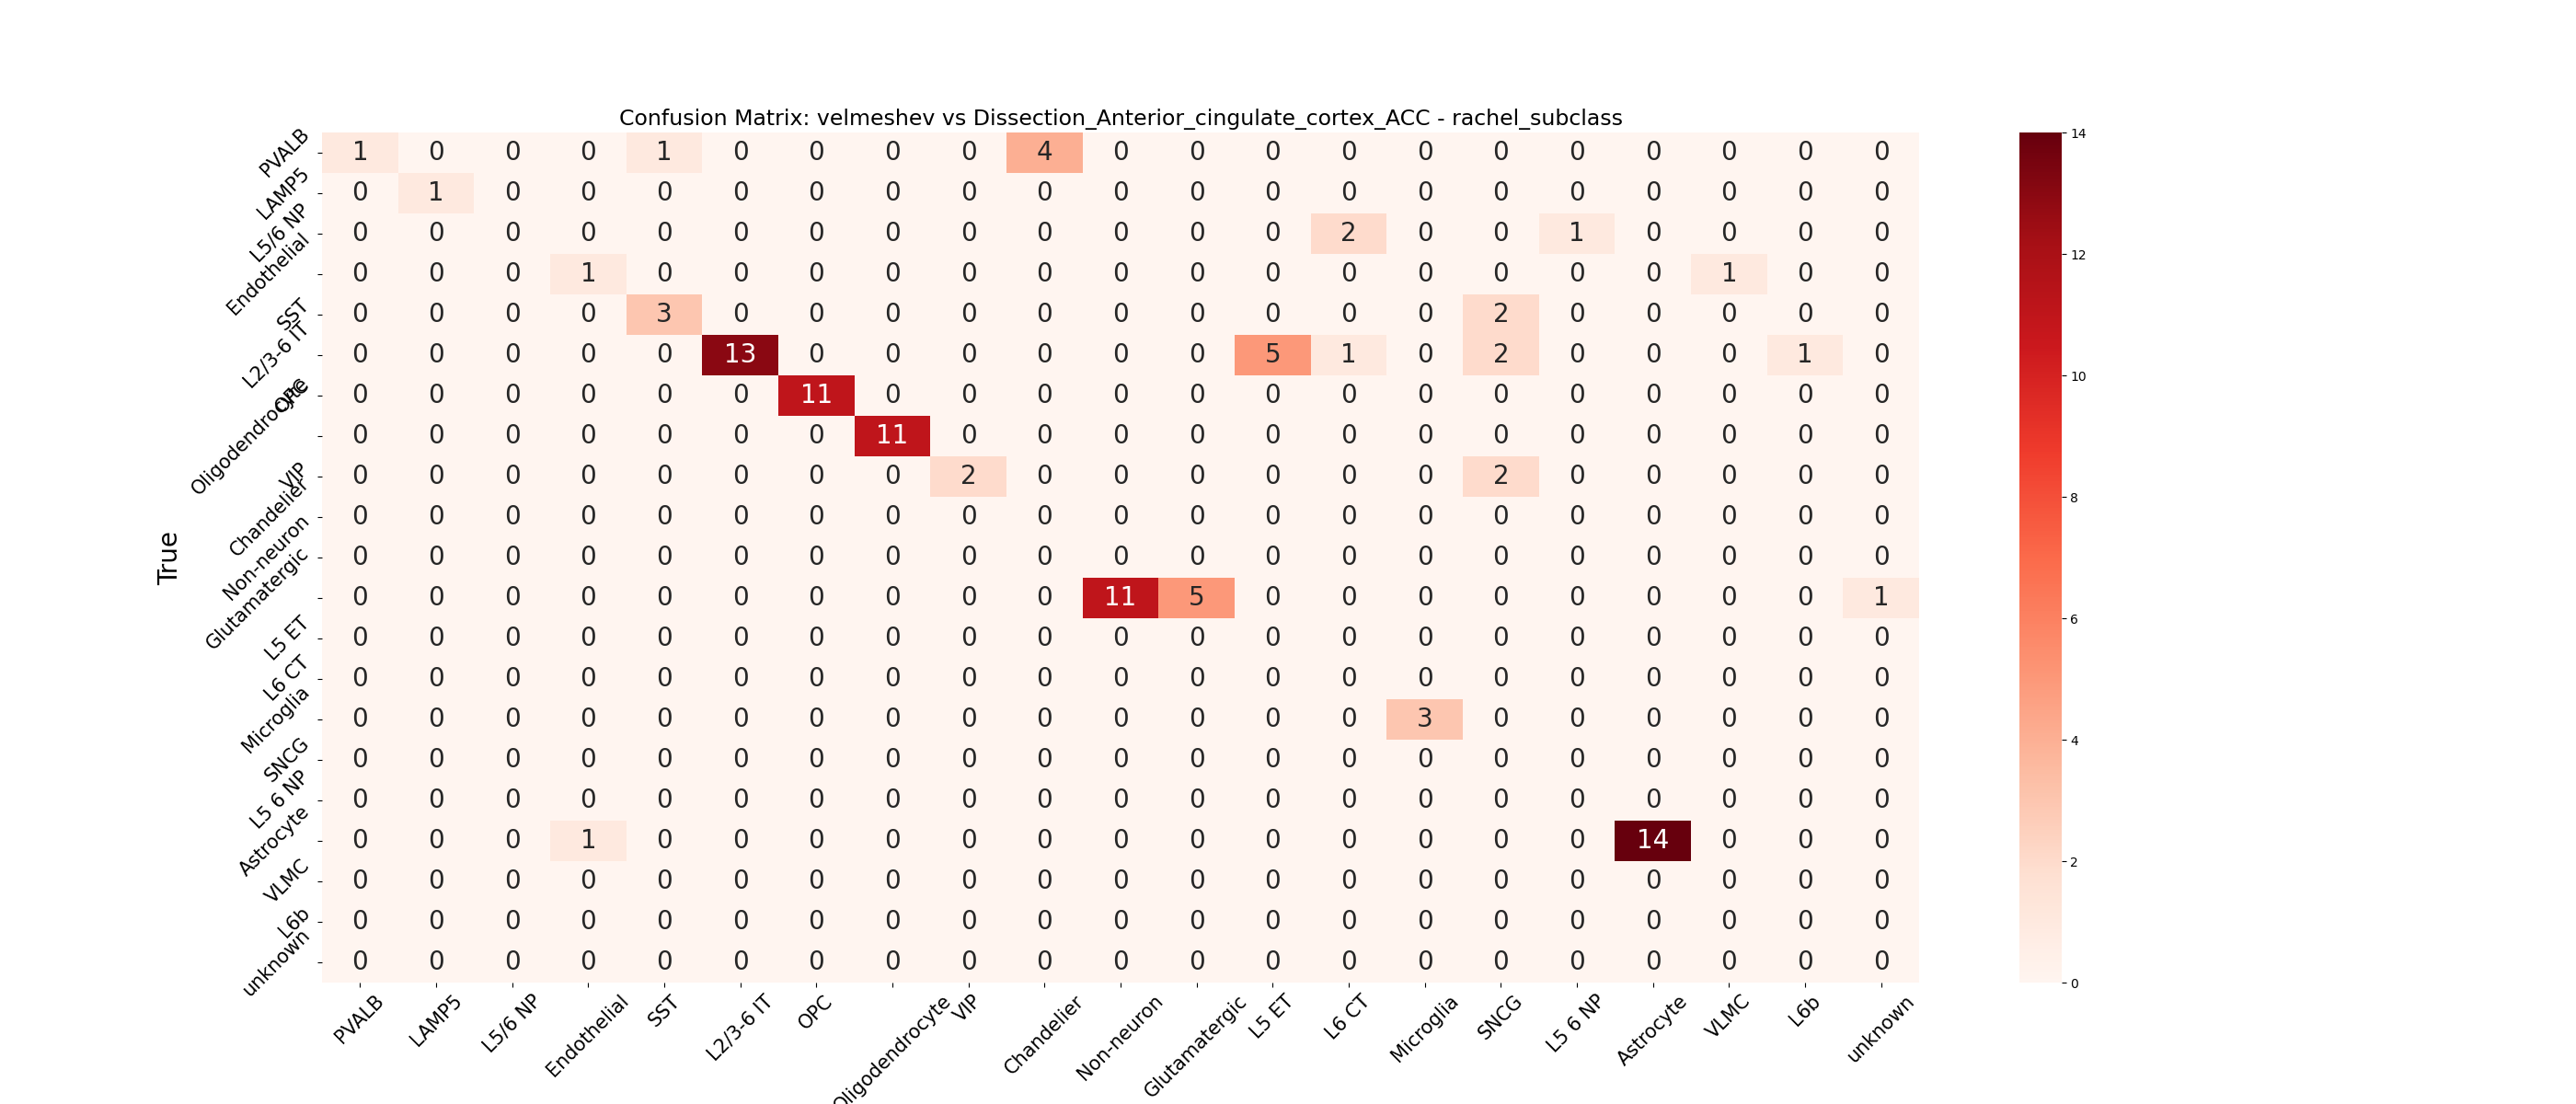 Confusion Matrix: velmeshev vs Dissection_Anterior_cingulate_cortex_ACC - rachel_subclass
True
PVALB 1 0 0 0 1 0 0 0 0 4 0 0 0 0 0 0 0 0 0 0 0
LAMP5 0 1 0 0 0 0 0 0 0 0 0 0 0 0 0 0 0 0 0 0 0
L5/6 NP 0 0 0 0 0 0 0 0 0 0 0 0 0 2 0 0 1 0 0 0 0
Endothelial 0 0 0 1 0 0 0 0 0 0 0 0 0 0 0 0 0 0 1 0 0
SST 0 0 0 0 3 0 0 0 0 0 0 0 0 0 0 2 0 0 0 0 0
L2/3-6 IT 0 0 0 0 0 13 0 0 0 0 0 0 5 1 0 2 0 0 0 1 0
OPC 0 0 0 0 0 0 11 0 0 0 0 0 0 0 0 0 0 0 0 0 0
Oligodendrocyte 0 0 0 0 0 0 0 11 0 0 0 0 0 0 0 0 0 0 0 0 0
VIP 0 0 0 0 0 0 0 0 2 0 0 0 0 0 0 2 0 0 0 0 0
Chandelier 0 0 0 0 0 0 0 0 0 0 0 0 0 0 0 0 0 0 0 0 0
Non-neuron 0 0 0 0 0 0 0 0 0 0 0 0 0 0 0 0 0 0 0 0 0
Glutamatergic 0 0 0 0 0 0 0 0 0 0 11 5 0 0 0 0 0 0 0 0 1
L5 ET 0 0 0 0 0 0 0 0 0 0 0 0 0 0 0 0 0 0 0 0 0
L6 CT 0 0 0 0 0 0 0 0 0 0 0 0 0 0 0 0 0 0 0 0 0
Microglia 0 0 0 0 0 0 0 0 0 0 0 0 0 0 3 0 0 0 0 0 0
SNCG 0 0 0 0 0 0 0 0 0 0 0 0 0 0 0 0 0 0 0 0 0
L5 6 NP 0 0 0 0 0 0 0 0 0 0 0 0 0 0 0 0 0 0 0 0 0
Astrocyte 0 0 0 1 0 0 0 0 0 0 0 0 0 0 0 0 0 14 0 0 0
VLMC 0 0 0 0 0 0 0 0 0 0 0 0 0 0 0 0 0 0 0 0 0
L6b 0 0 0 0 0 0 0 0 0 0 0 0 0 0 0 0 0 0 0 0 0
unknown 0 0 0 0 0 0 0 0 0 0 0 0 0 0 0 0 0 0 0 0 0
PVALB LAMP5 L5/6 NP Endothelial SST L2/3-6 IT OPC Oligodendrocyte VIP Chandelier Non-neuron Glutamatergic L5 ET L6 CT Microglia SNCG L5 6 NP Astrocyte VLMC L6b unknown
14
12
10
8
6
4
2
0